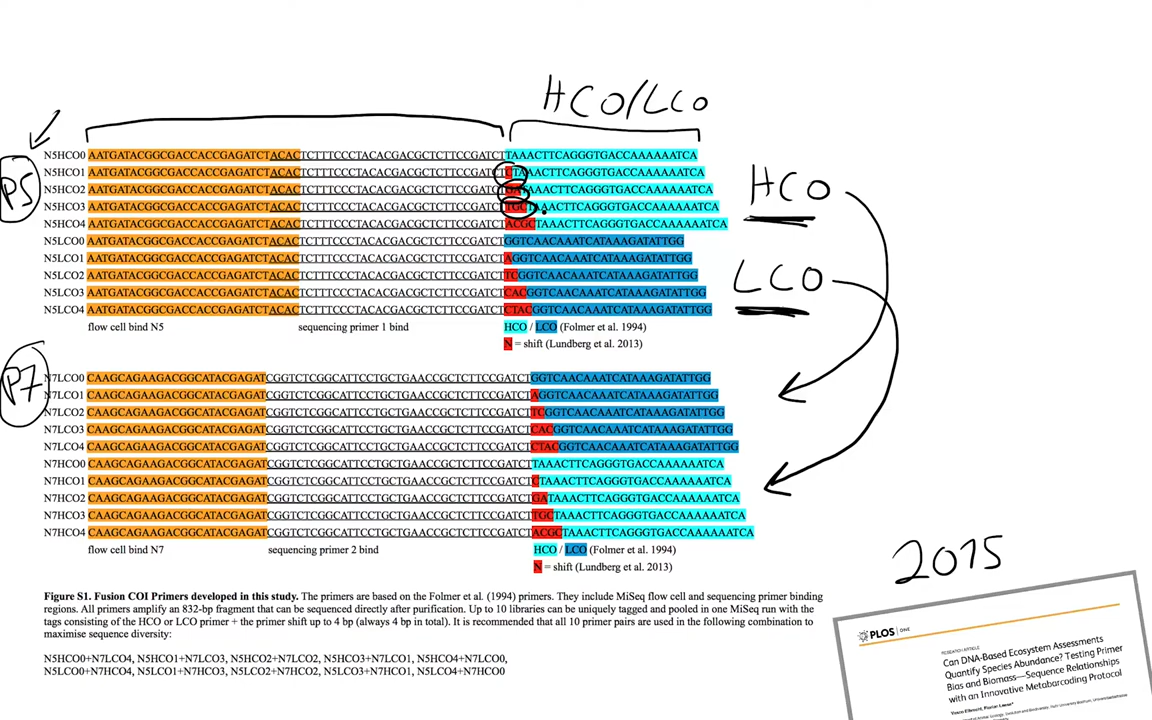 HCO/LCO
P5
N5HCO0 AATGATACGGCGACCACCGAGATCTACACTCTTTCCCTACACGACGCTCTTCCGATCTTAAACTTCAGGGTGACCAAAAAATCA
N5HCO1 AATGATACGGCGACCACCGAGATCTACACTCTTTCCCTACACGACGCTCTTCCGATCTCTAAACTTCAGGGTGACCAAAAAATCA
N5HCO2 AATGATACGGCGACCACCGAGATCTACACTCTTTCCCTACACGACGCTCTTCCGATCTGATAAACTTCAGGGTGACCAAAAAATCA
N5HCO3 AATGATACGGCGACCACCGAGATCTACACTCTTTCCCTACACGACGCTCTTCCGATCTTGCTAAACTTCAGGGTGACCAAAAAATCA
N5HCO4 AATGATACGGCGACCACCGAGATCTACACTCTTTCCCTACACGACGCTCTTCCGATCTACGCTAAACTTCAGGGTGACCAAAAAATCA
N5LCO0 AATGATACGGCGACCACCGAGATCTACACTCTTTCCCTACACGACGCTCTTCCGATCTGGTCAACAAATCATAAAGATATTGG
N5LCO1 AATGATACGGCGACCACCGAGATCTACACTCTTTCCCTACACGACGCTCTTCCGATCTAGGTCAACAAATCATAAAGATATTGG
N5LCO2 AATGATACGGCGACCACCGAGATCTACACTCTTTCCCTACACGACGCTCTTCCGATCTTCGGTCAACAAATCATAAAGATATTGG
N5LCO3 AATGATACGGCGACCACCGAGATCTACACTCTTTCCCTACACGACGCTCTTCCGATCTCACGGTCAACAAATCATAAAGATATTGG
N5LCO4 AATGATACGGCGACCACCGAGATCTACACTCTTTCCCTACACGACGCTCTTCCGATCTCTACGGTCAACAAATCATAAAGATATTGG
flow cell bind N5 sequencing primer 1 bind HCO / LCO (Folmer et al. 1994)
N = shift (Lundberg et al. 2013)
HCO
LCO
P7
N7LCO0 CAAGCAGAAGACGGCATACGAGATCGGTCTCGGCATTCCTGCTGAACCGCTCTTCCGATCTGGTCAACAAATCATAAAGATATTGG
N7LCO1 CAAGCAGAAGACGGCATACGAGATCGGTCTCGGCATTCCTGCTGAACCGCTCTTCCGATCTAGGTCAACAAATCATAAAGATATTGG
N7LCO2 CAAGCAGAAGACGGCATACGAGATCGGTCTCGGCATTCCTGCTGAACCGCTCTTCCGATCTTCGGTCAACAAATCATAAAGATATTGG
N7LCO3 CAAGCAGAAGACGGCATACGAGATCGGTCTCGGCATTCCTGCTGAACCGCTCTTCCGATCTCACGGTCAACAAATCATAAAGATATTGG
N7LCO4 CAAGCAGAAGACGGCATACGAGATCGGTCTCGGCATTCCTGCTGAACCGCTCTTCCGATCTCTACGGTCAACAAATCATAAAGATATTGG
N7HCO0 CAAGCAGAAGACGGCATACGAGATCGGTCTCGGCATTCCTGCTGAACCGCTCTTCCGATCTTAAACTTCAGGGTGACCAAAAAATCA
N7HCO1 CAAGCAGAAGACGGCATACGAGATCGGTCTCGGCATTCCTGCTGAACCGCTCTTCCGATCTCTAAACTTCAGGGTGACCAAAAAATCA
N7HCO2 CAAGCAGAAGACGGCATACGAGATCGGTCTCGGCATTCCTGCTGAACCGCTCTTCCGATCTGATAAACTTCAGGGTGACCAAAAAATCA
N7HCO3 CAAGCAGAAGACGGCATACGAGATCGGTCTCGGCATTCCTGCTGAACCGCTCTTCCGATCTTGCTAAACTTCAGGGTGACCAAAAAATCA
N7HCO4 CAAGCAGAAGACGGCATACGAGATCGGTCTCGGCATTCCTGCTGAACCGCTCTTCCGATCTACGCTAAACTTCAGGGTGACCAAAAAATCA
flow cell bind N7 sequencing primer 2 bind HCO / LCO (Folmer et al. 1994)
N = shift (Lundberg et al. 2013)
Figure S1. Fusion COI Primers developed in this study. The primers are based on the Folmer et al. (1994) primers. They include MiSeq flow cell and sequencing primer binding
regions. All primers amplify an 832-bp fragment that can be sequenced directly after purification. Up to 10 libraries can be uniquely tagged and pooled in one MiSeq run with the
tags consisting of the HCO or LCO primer + the primer shift up to 4 bp (always 4 bp in total). It is recommended that all 10 primer pairs are used in the following combination to
maximise sequence diversity:
N5HCO0+N7LCO4, N5HCO1+N7LCO3, N5HCO2+N7LCO2, N5HCO3+N7LCO1, N5HCO4+N7LCO0,
N5LCO0+N7HCO4, N5LCO1+N7HCO3, N5LCO2+N7HCO2, N5LCO3+N7HCO1, N5LCO4+N7HCO0
2015
PLOS | ONE
RESEARCH ARTICLE
Can DNA-Based Ecosystem Assessments
Quantify Species Abundance? Testing Primer
Bias and Biomass—Sequence Relationships
with an Innovative Metabarcoding Protocol